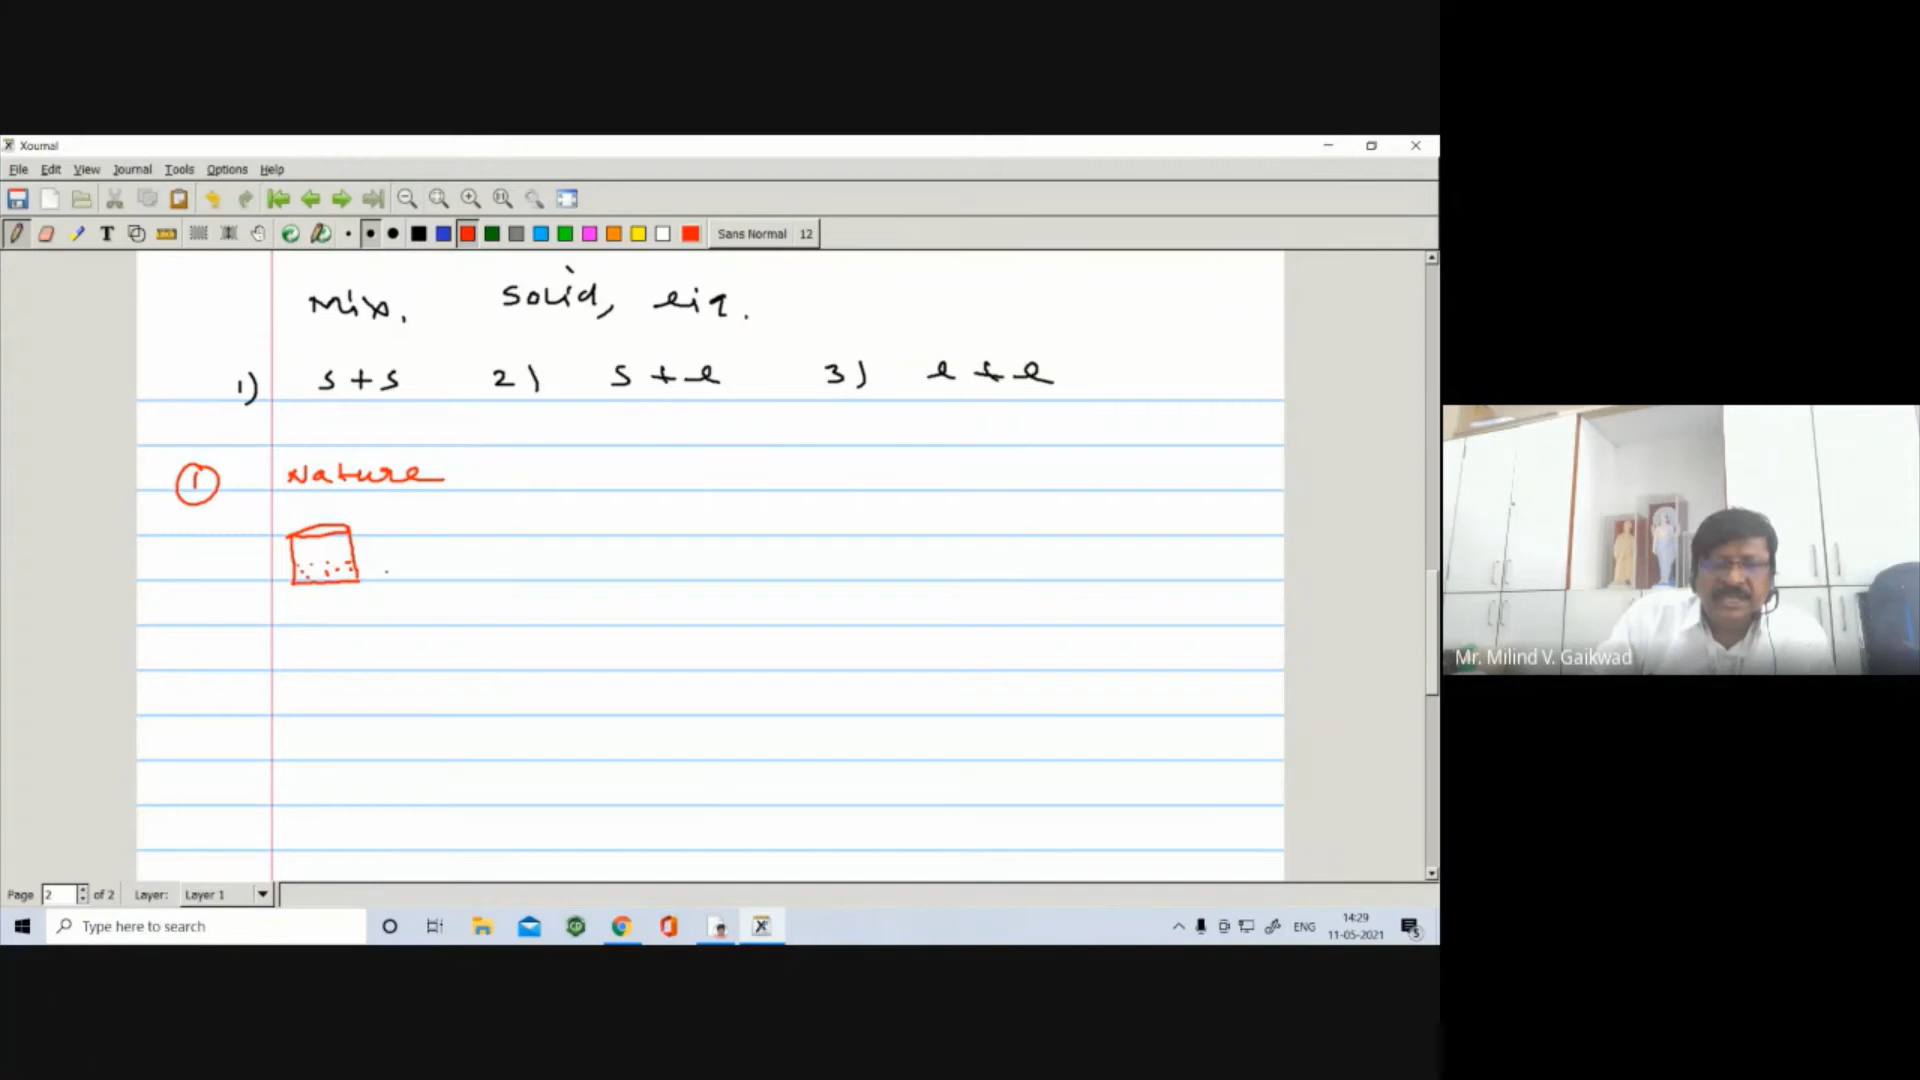 Xournal
File Edit View Journal Tools Options Help
T Sans Normal 12
Mix. Solid, liq.
1) s + s 2) s + l 3) l + l
① Nature
Mr. Milind V. Gaikwad
Page 2 of 2 Layer: Layer 1
Type here to search
ENG 14:29
11-05-2021 5